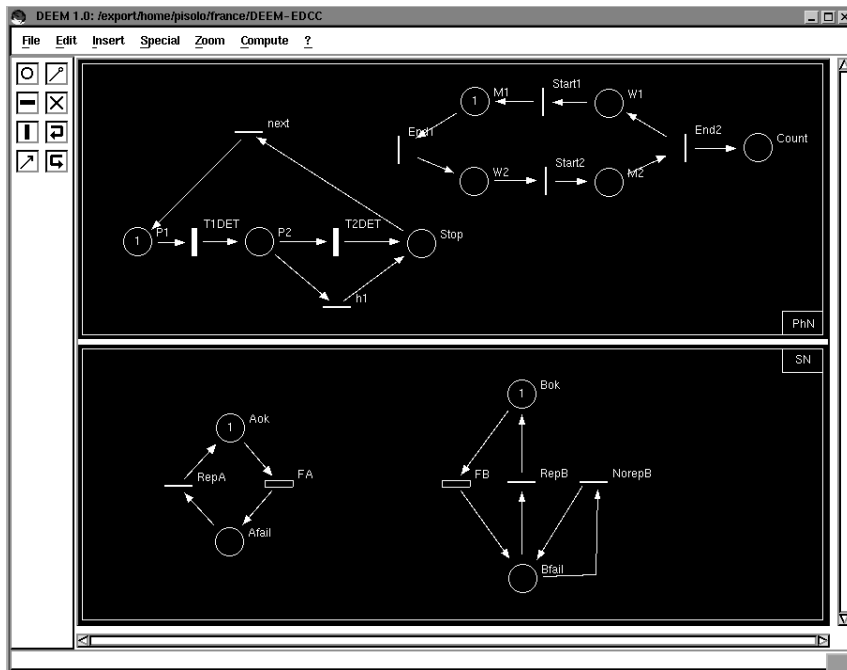 DEEM 1.0: /export/home/pisolo/france/DEEM-EDCC
File Edit Insert Special Zoom Compute ?
Start1
M1
1
W1
next
End1
End2
Count
W2
Start2
M2
P1
1
T1DET
P2
T2DET
Stop
h1
PhN
SN
Bok
1
Aok
1
RepA
FA
FB
RepB
NorepB
Afail
Bfail